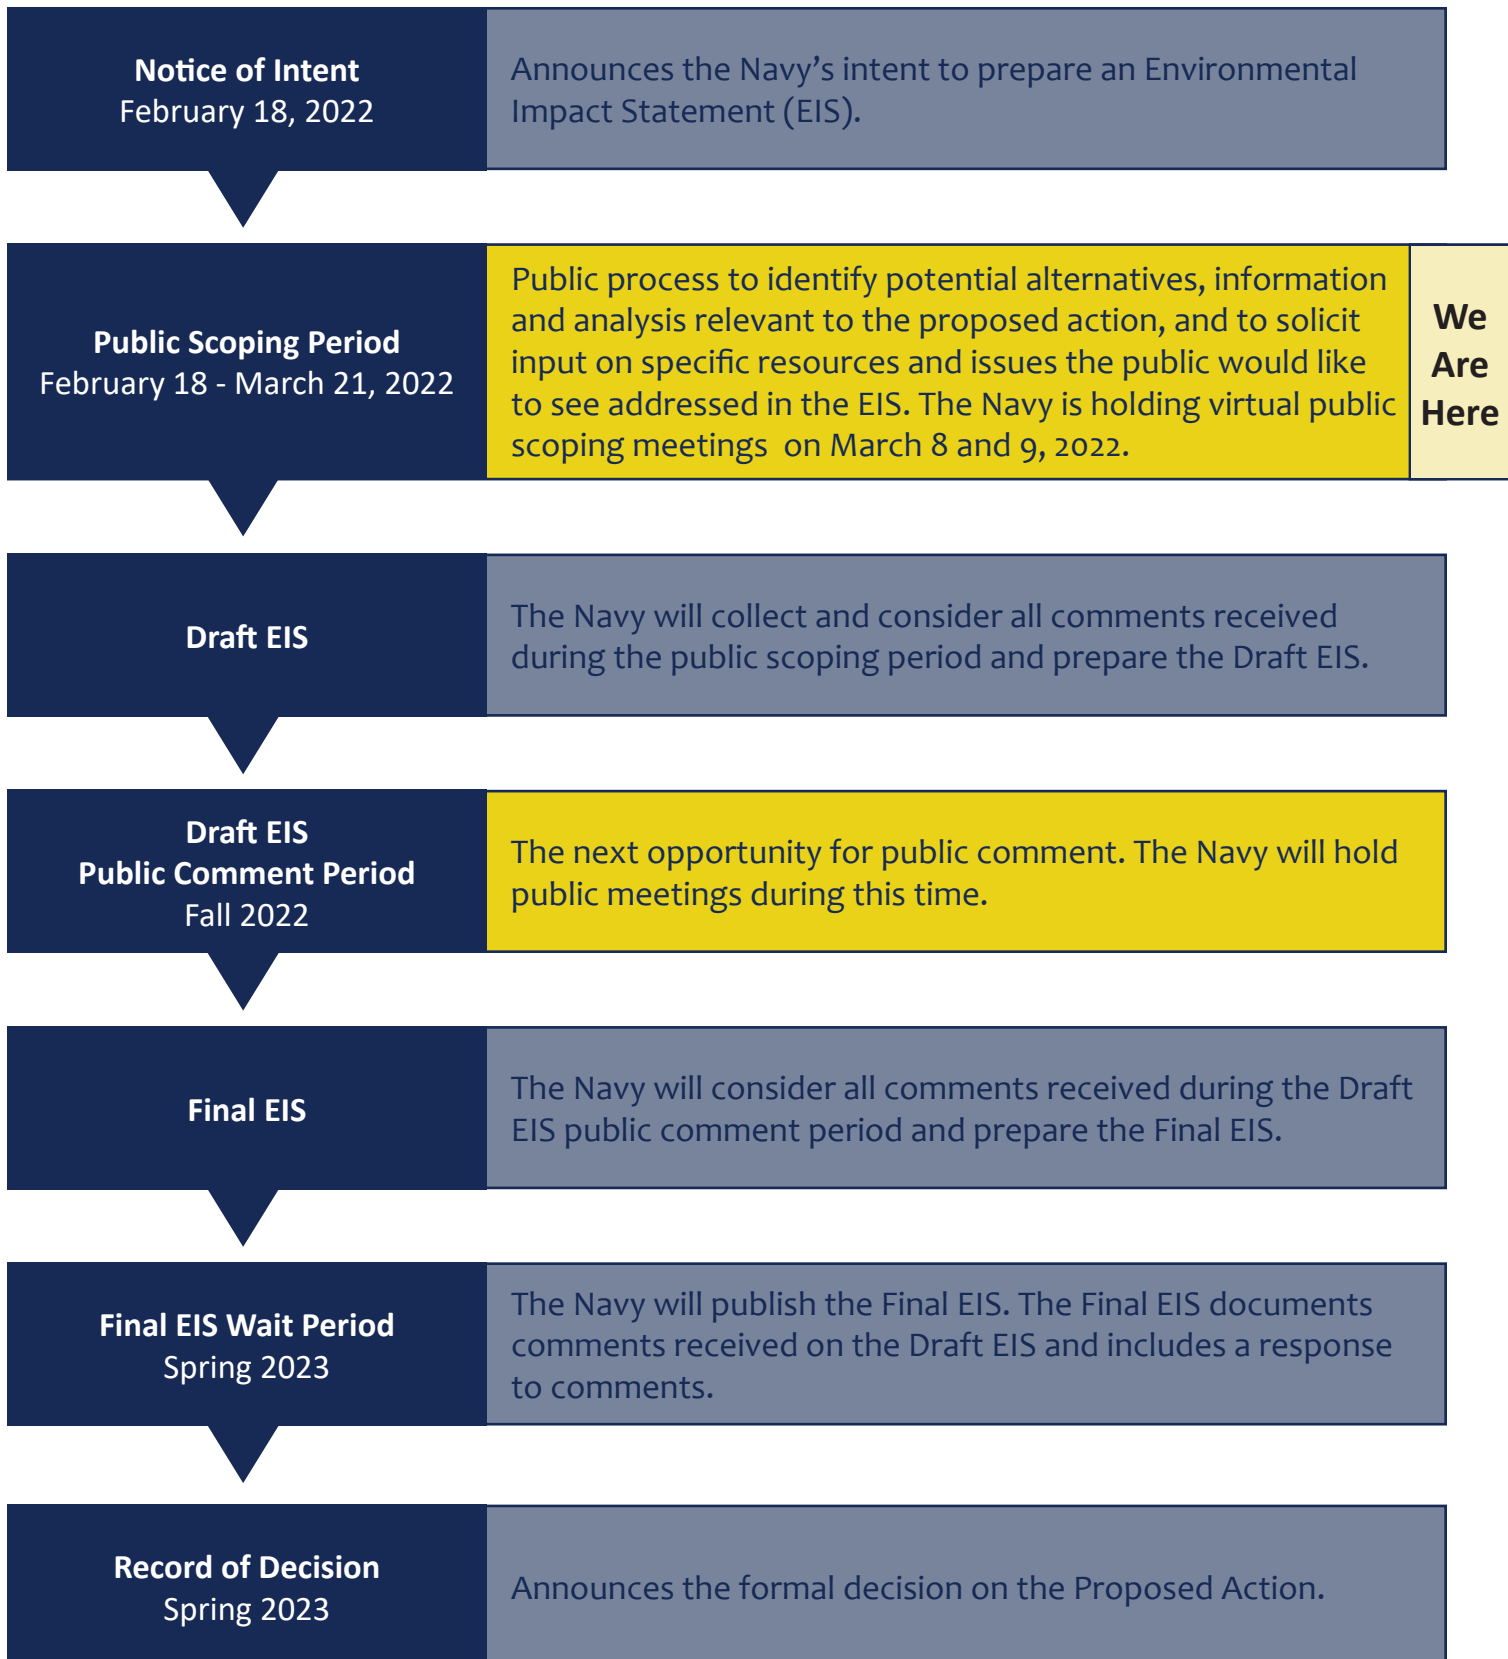 Notice of Intent
February 18, 2022
Announces the Navy's intent to prepare an Environmental
Impact Statement (EIS).
Public Scoping Period
February 18 - March 21, 2022
Public process to identify potential alternatives, information
and analysis relevant to the proposed action, and to solicit
input on specific resources and issues the public would like
to see addressed in the EIS. The Navy is holding virtual public
scoping meetings  on March 8 and 9, 2022.
We
Are
Here
Draft EIS
The Navy will collect and consider all comments received
during the public scoping period and prepare the Draft EIS.
Draft EIS
Public Comment Period
Fall 2022
The next opportunity for public comment. The Navy will hold
public meetings during this time.
Final EIS
The Navy will consider all comments received during the Draft
EIS public comment period and prepare the Final EIS.
Final EIS Wait Period
Spring 2023
The Navy will publish the Final EIS. The Final EIS documents
comments received on the Draft EIS and includes a response
to comments.
Record of Decision
Spring 2023
Announces the formal decision on the Proposed Action.